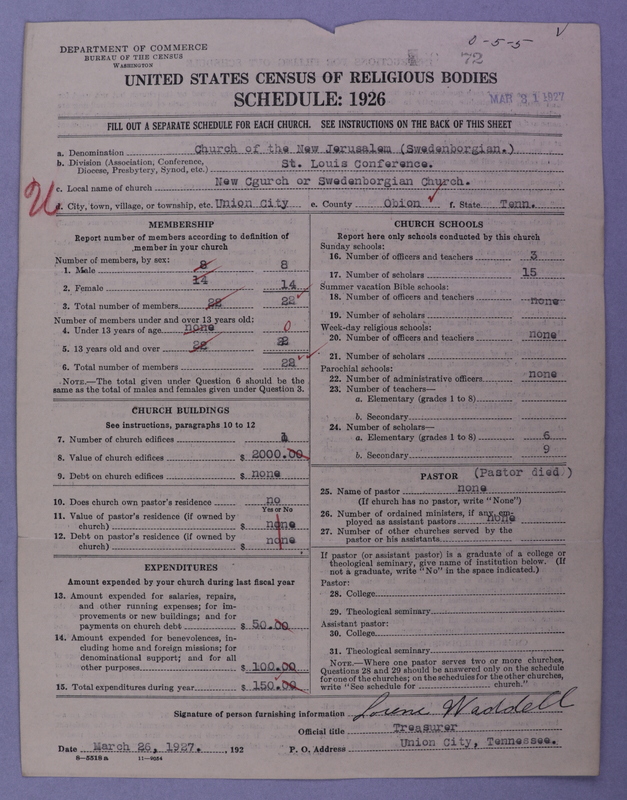 0-5-5
72
DEPARTMENT OF COMMERCE
BUREAU OF THE CENSUS
WASHINGTON
UNITED STATES CENSUS OF RELIGIOUS BODIES
SCHEDULE: 1926
MAR 31 1927
FILL OUT A SEPARATE SCHEDULE FOR EACH CHURCH. SEE INSTRUCTIONS ON THE BACK OF THIS SHEET
a. Denomination Church of the New Jerusalem (Swedenborgian.)
b. Division (Association, Conference, Diocese, Presbytery, Synod, etc.) St. Louis Conference.
c. Local name of church New Cgurch or Swedenborgian Church.
d. City, town, village, or township, etc. Union City e. County Obion f. State Tenn.
MEMBERSHIP
Report number of members according to definition of member in your church
Number of members, by sex:
1. Male 8 8
2. Female 14 14
3. Total number of members 22 22
Number of members under and over 13 years old:
4. Under 13 years of age none 0
5. 13 years old and over 22 22
6. Total number of members 22
NOTE.—The total given under Question 6 should be the same as the total of males and females given under Question 3.
CHURCH BUILDINGS
See instructions, paragraphs 10 to 12
7. Number of church edifices 1
8. Value of church edifices $ 2000.00
9. Debt on church edifices $ none
10. Does church own pastor's residence no
Yes or No
11. Value of pastor's residence (if owned by church) $ none
12. Debt on pastor's residence (if owned by church) $ none
EXPENDITURES
Amount expended by your church during last fiscal year
13. Amount expended for salaries, repairs, and other running expenses; for improvements or new buildings; and for payments on church debt $ 50.00
14. Amount expended for benevolences, including home and foreign missions; for denominational support; and for all other purposes $ 100.00
15. Total expenditures during year $ 150.00
CHURCH SCHOOLS
Report here only schools conducted by this church
Sunday schools:
16. Number of officers and teachers 3
17. Number of scholars 15
Summer vacation Bible schools:
18. Number of officers and teachers none
19. Number of scholars
Week-day religious schools:
20. Number of officers and teachers none
21. Number of scholars
Parochial schools:
22. Number of administrative officers none
23. Number of teachers—
a. Elementary (grades 1 to 8)
b. Secondary
24. Number of scholars—
a. Elementary (grades 1 to 8) 6
b. Secondary 9
PASTOR (Pastor died)
25. Name of pastor none
(If church has no pastor, write "None")
26. Number of ordained ministers, if any, employed as assistant pastors none
27. Number of other churches served by the pastor or his assistants
If pastor (or assistant pastor) is a graduate of a college or theological seminary, give name of institution below. (If not a graduate, write "No" in the space indicated.)
Pastor:
28. College
29. Theological seminary
Assistant pastor:
30. College
31. Theological seminary
NOTE.—Where one pastor serves two or more churches, Questions 28 and 29 should be answered only on the schedule for one of the churches; on the schedules for the other churches, write "See schedule for church."
Signature of person furnishing information Lorene Waddell
Official title Treasurer
Date March 26, 1927. , 192 P. O. Address Union City, Tennessee.
8—5518a 11—9054